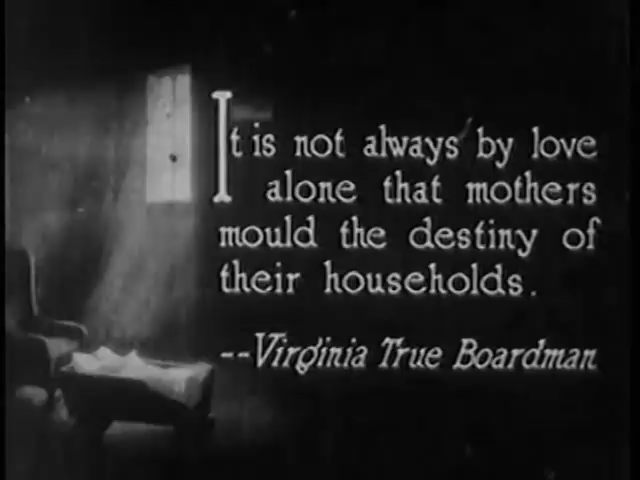 It is not always by love
alone that mothers
mould the destiny of
their households.
--Virginia True Boardman